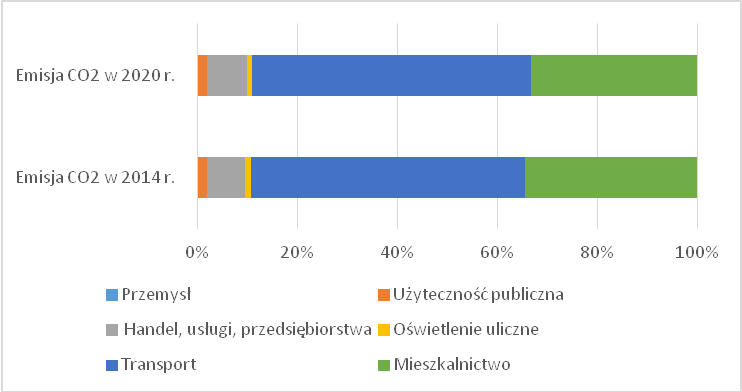 Emisja CO2 w 2020 r.
Emisja CO2 w 2014 r.
0% 20% 40% 60% 80% 100%
Przemysł Użyteczność publiczna
Handel, usługi, przedsiębiorstwa Oświetlenie uliczne
Transport Mieszkalnictwo